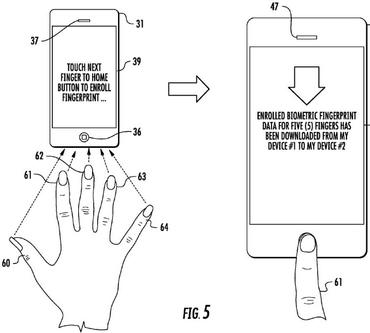 37
31
39
TOUCH NEXT
FINGER TO HOME
BUTTON TO ENROLL
FINGERPRINT ...
36
62
61
63
64
60
47
ENROLLED BIOMETRIC FINGERPRINT
DATA FOR FIVE (5) FINGERS HAS
BEEN DOWNLOADED FROM MY
DEVICE #1 TO MY DEVICE #2
61
FIG. 5